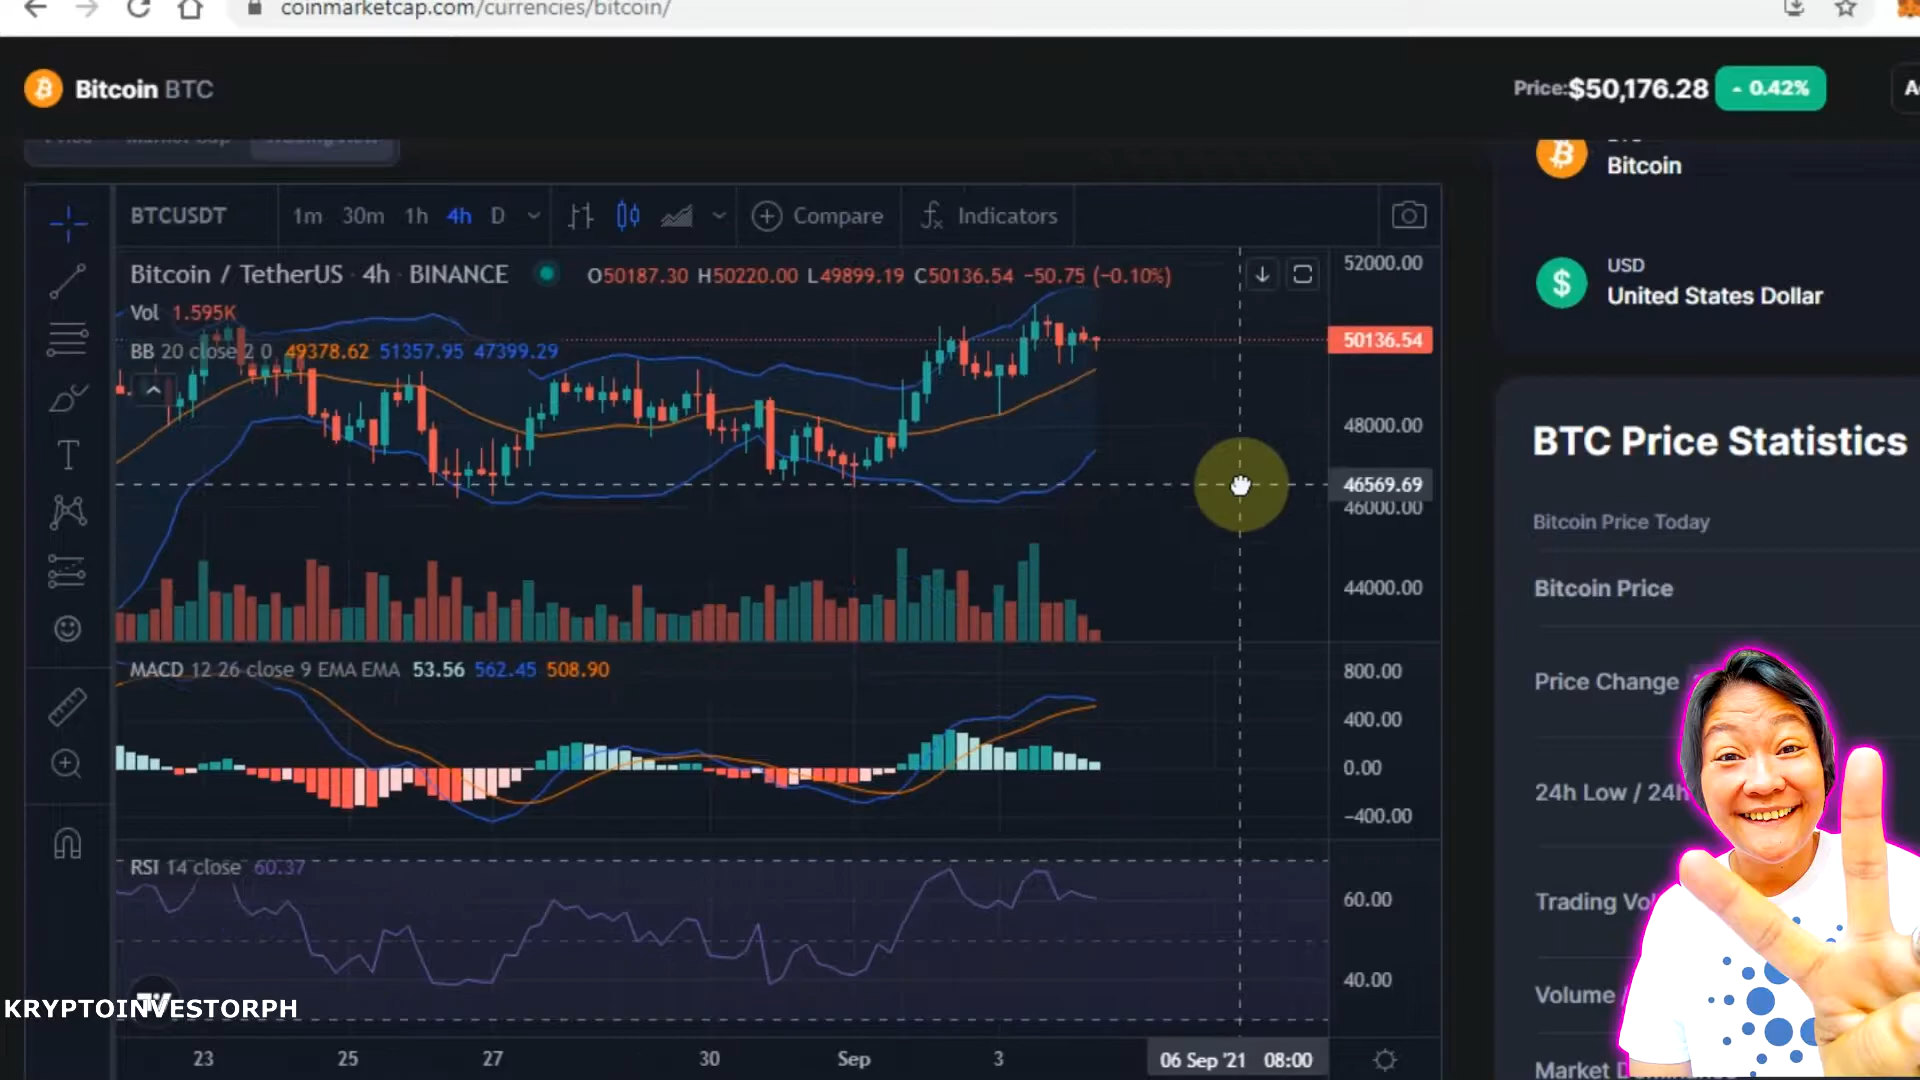 coinmarketcap.com/currencies/bitcoin/
Bitcoin BTC
Price:$50,176.28 0.42%
BTCUSDT 1m 30m 1h 4h D Compare Indicators
Bitcoin / TetherUS · 4h · BINANCE O50187.30 H50220.00 L49899.19 C50136.54 −50.75 (−0.10%)
Vol 1.595K
BB 20 close 2 0 49378.62 51357.95 47399.29
52000.00
50136.54
48000.00
46569.69
46000.00
44000.00
MACD 12 26 close 9 EMA EMA 53.56 562.45 508.90
800.00
400.00
0.00
−400.00
RSI 14 close 60.37
60.00
40.00
23 25 27 30 Sep 3 06 Sep '21 08:00
KRYPTOINVESTORPH
Bitcoin
USD
United States Dollar
BTC Price Statistics
Bitcoin Price Today
Bitcoin Price
Price Change
24h Low / 24h
Trading
Volume
Market